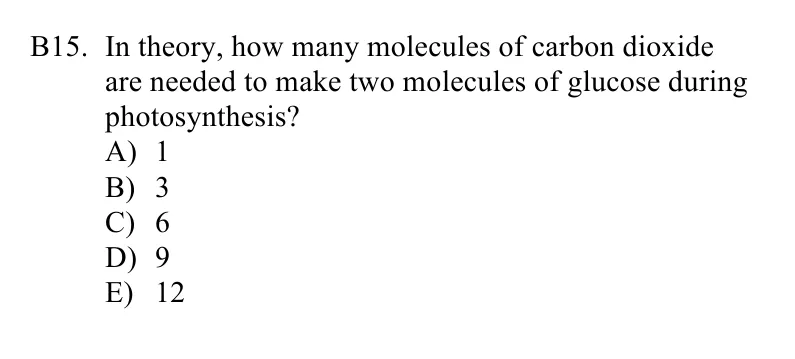 B15. In theory, how many molecules of carbon dioxide
are needed to make two molecules of glucose during
photosynthesis?
A) 1
B) 3
C) 6
D) 9
E) 12